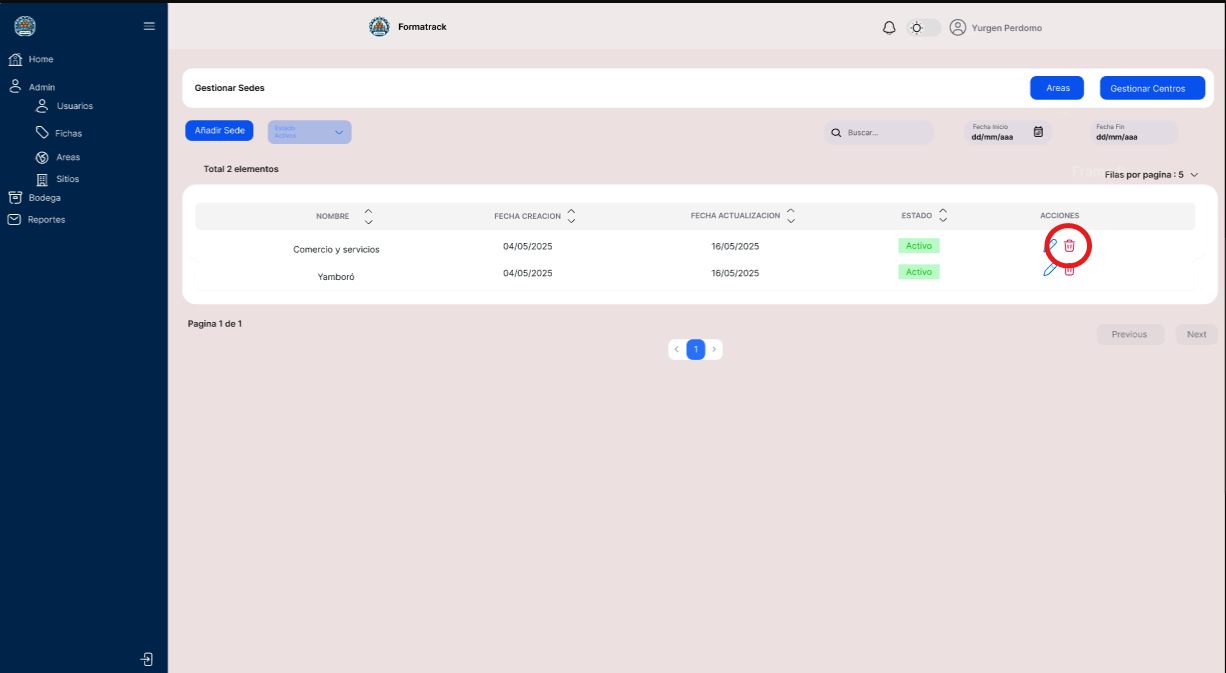 Formatrack
Yurgen Perdomo
Home
Admin
Usuarios
Fichas
Areas
Sitios
Bodega
Reportes
Gestionar Sedes
Areas
Gestionar Centros
Añadir Sede
Estado
Activos
Buscar...
Fecha Inicio
dd/mm/aaa
Fecha Fin
dd/mm/aaa
Total 2 elementos
Filas por pagina : 5
NOMBRE FECHA CREACION FECHA ACTUALIZACION ESTADO ACCIONES
Comercio y servicios 04/05/2025 16/05/2025 Activo
Yamboró 04/05/2025 16/05/2025 Activo
Pagina 1 de 1
< 1 >
Previous Next